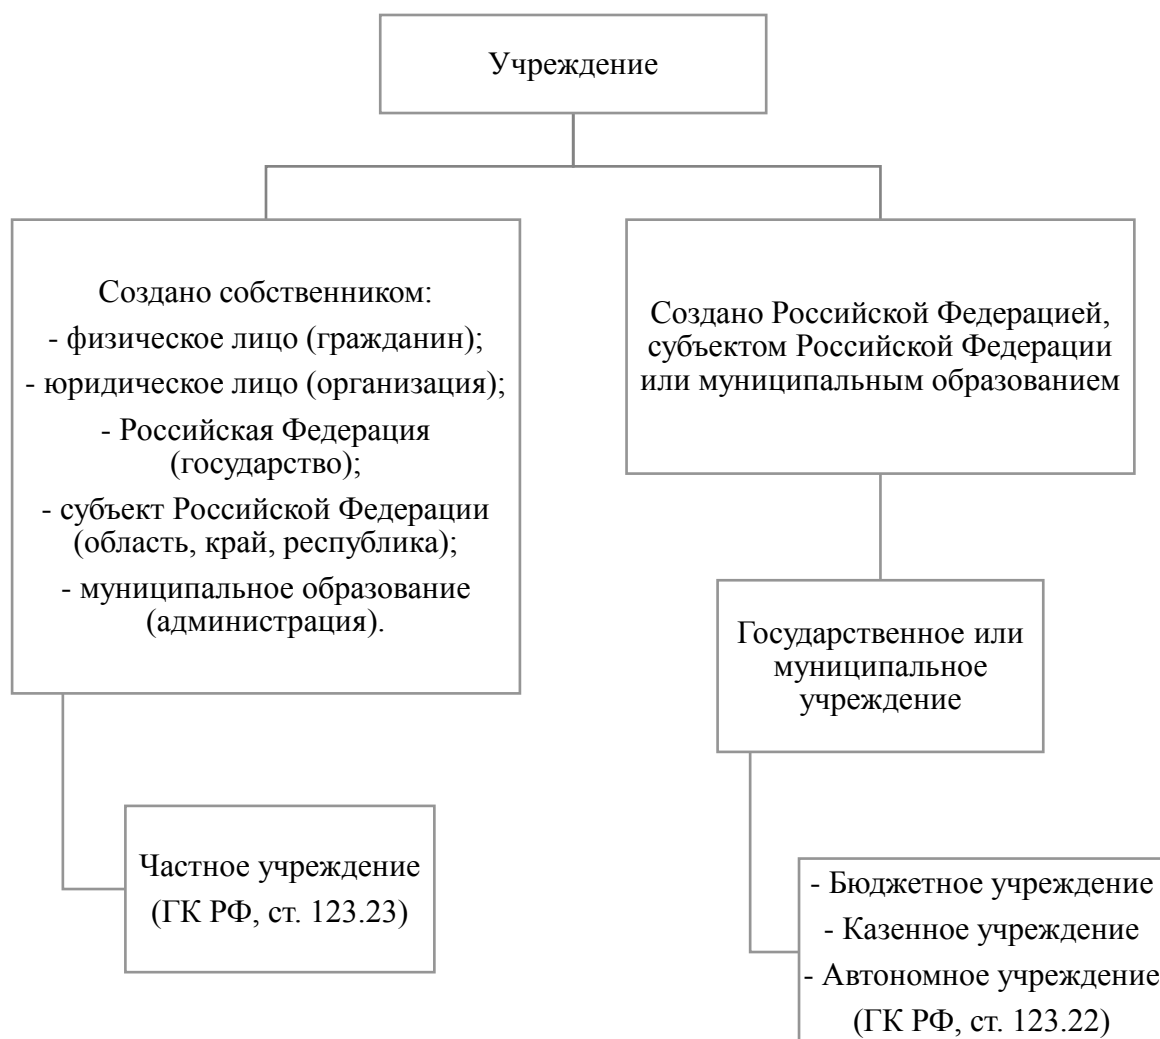 Учреждение
Создано собственником:
- физическое лицо (гражданин);
- юридическое лицо (организация);
- Российская Федерация
(государство);
- субъект Российской Федерации
(область, край, республика);
- муниципальное образование
(администрация).
Частное учреждение
(ГК РФ, ст. 123.23)
Создано Российской Федерацией,
субъектом Российской Федерации
или муниципальным образованием
Государственное или
муниципальное
учреждение
- Бюджетное учреждение
- Казенное учреждение
- Автономное учреждение
(ГК РФ, ст. 123.22)